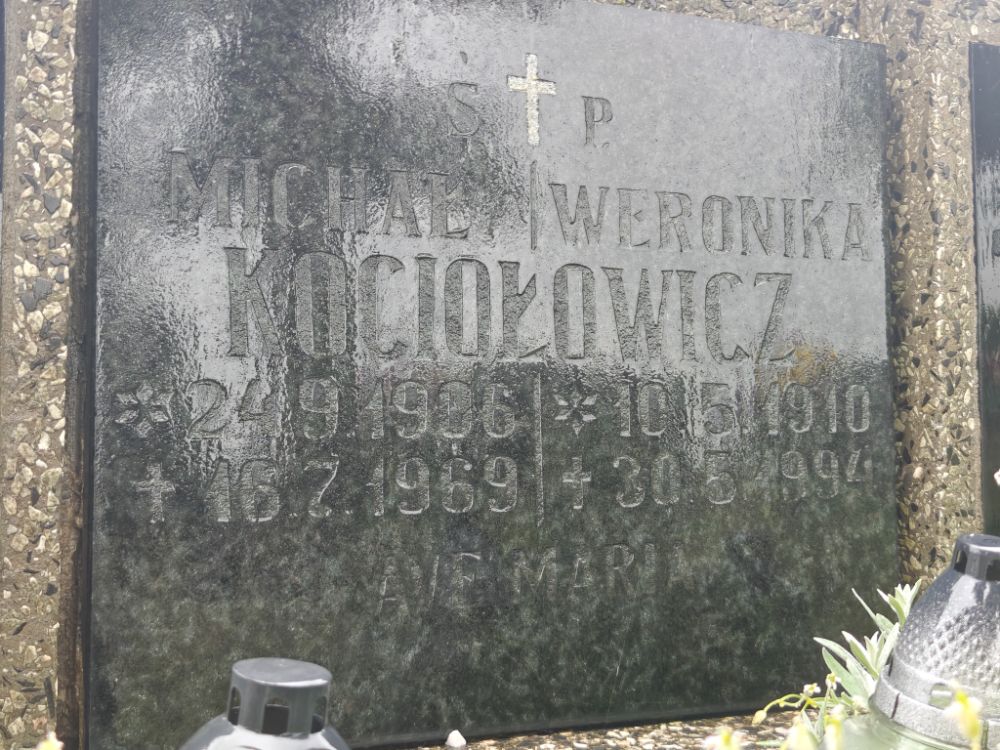 Ś. P.
MICHAŁ WERONIKA
KOCIOŁOWICZ
24.9.1906 10.5.1910
16.7.1969 30.5.1994
AVE MARIA